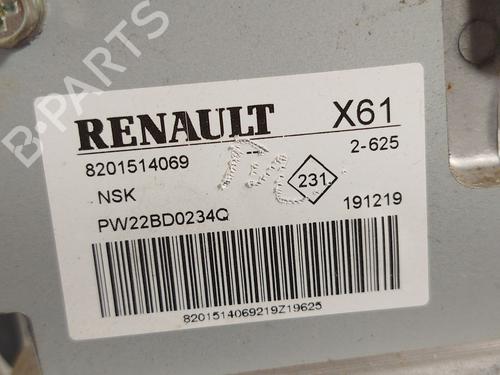 RENAULT X61
8201514069 2-625
NSK 231
PW22BD0234Q 191219
8201514069219Z19625
B-PARTS